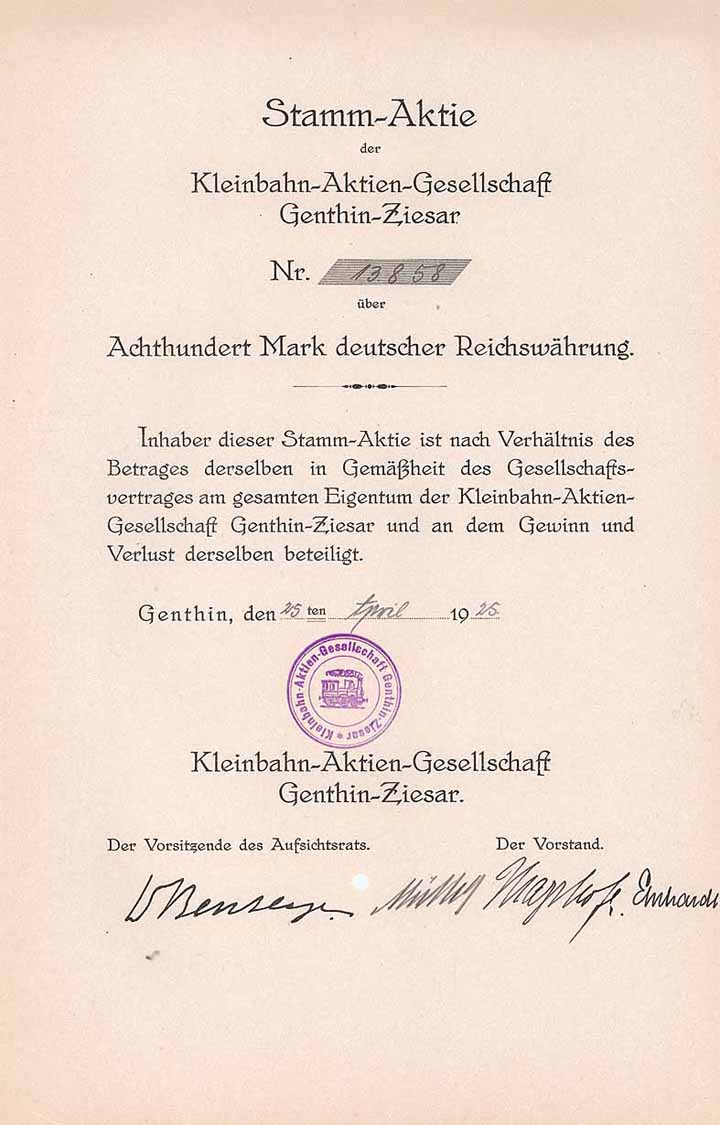 Stamm-Aktie
der
Kleinbahn-Aktien-Gesellschaft
Genthin-Ziesar
Nr. 13858
über
Achthundert Mark deutscher Reichswährung.
Inhaber dieser Stamm-Aktie ist nach Verhältnis des
Betrages derselben in Gemäßheit des Gesellschafts-
vertrages am gesamten Eigentum der Kleinbahn-Aktien-
Gesellschaft Genthin-Ziesar und an dem Gewinn und
Verlust derselben beteiligt.
Genthin, den 25 ten April 1925
Kleinbahn-Aktien-Gesellschaft Genthin-Ziesar *
Kleinbahn-Aktien-Gesellschaft
Genthin-Ziesar.
Der Vorsitzende des Aufsichtsrats. Der Vorstand.
Müller